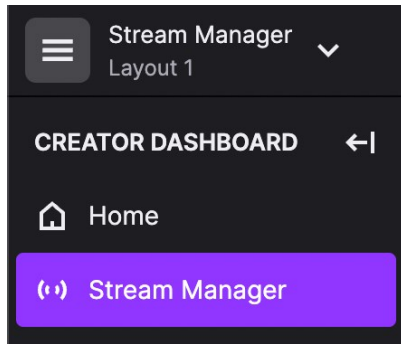 Stream Manager
Layout 1
CREATOR DASHBOARD
Home
Stream Manager